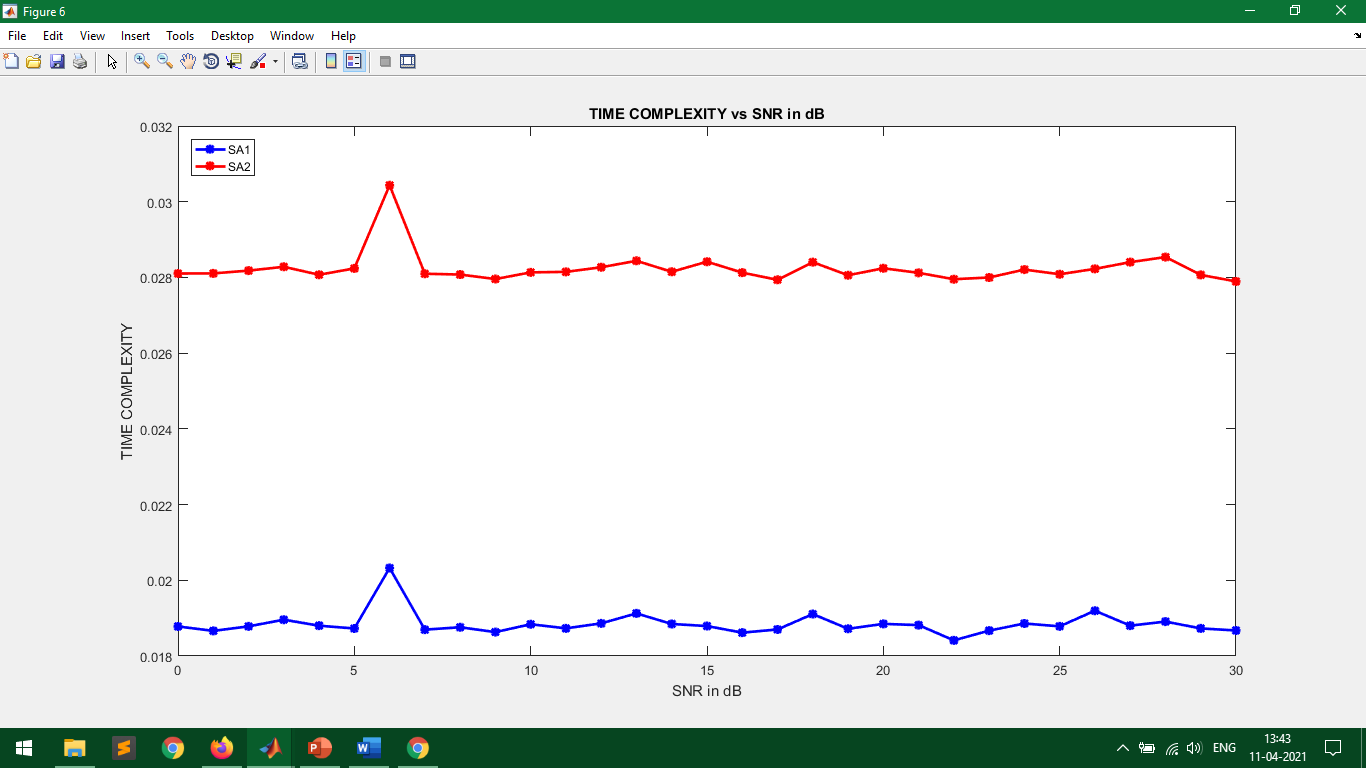 Figure 6
File Edit View Insert Tools Desktop Window Help
TIME COMPLEXITY vs SNR in dB
0.032
0.03
0.028
0.026
0.024
0.022
0.02
0.018
TIME COMPLEXITY
SA1
SA2
0 5 10 15 20 25 30
SNR in dB
P W
ENG
13:43
11-04-2021